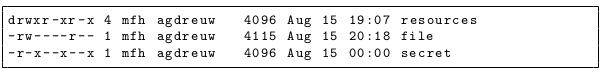 drwxr-xr-x 4 mfh agdreuw 4096 Aug 15 19:07 resources
-rw----r-- 1 mfh agdreuw 4115 Aug 15 20:18 file
-r-x--x--x 1 mfh agdreuw 4096 Aug 15 00:00 secret